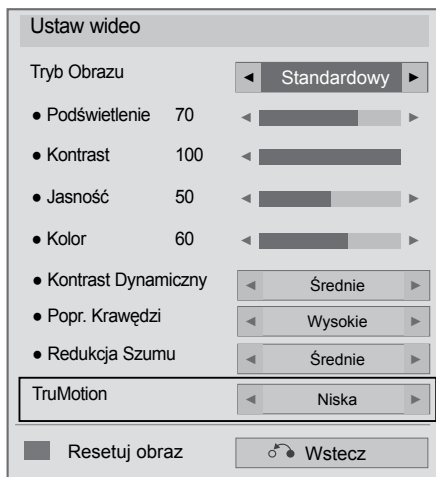 Ustaw wideo
Tryb Obrazu ◄ Standardowy ►
● Podświetlenie 70 ◄ ►
● Kontrast 100 ◄
● Jasność 50 ◄ ►
● Kolor 60 ◄ ►
● Kontrast Dynamiczny ◄ Średnie ►
● Popr. Krawędzi ◄ Wysokie ►
● Redukcja Szumu ◄ Średnie ►
TruMotion ◄ Niska ►
Resetuj obraz Wstecz